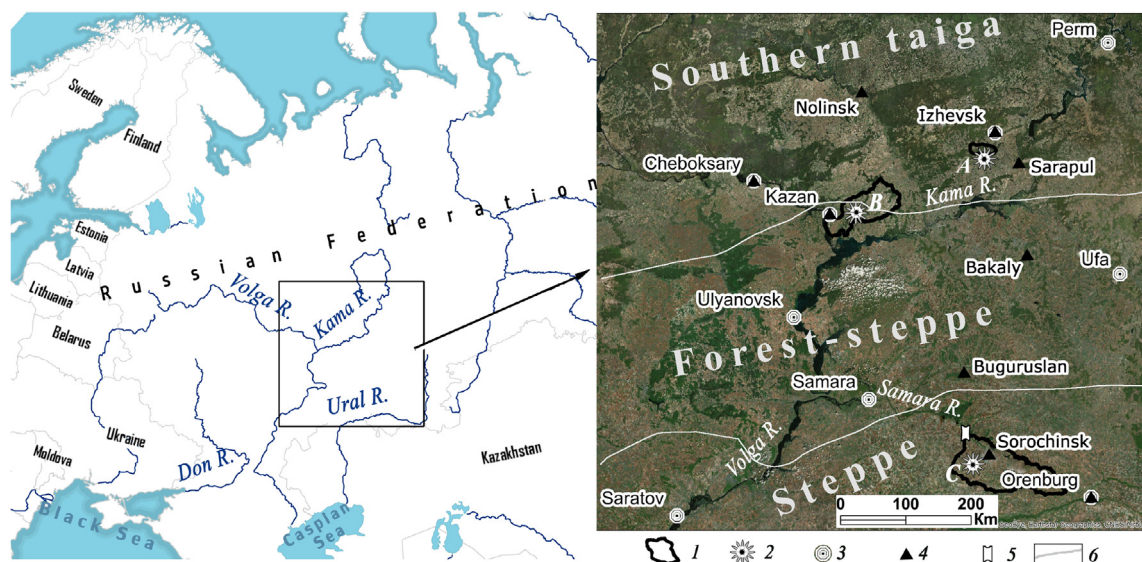 Sweden
Finland
Estonia
Latvia
Lithuania
Belarus
Ukraine
Moldova
Kazakhstan
Russian Federation
Volga R.
Kama R.
Ural R.
Don R.
Black Sea
Caspian
Sea
Southern taiga
Perm
Nolinsk
Izhevsk
A
Sarapul
Cheboksary
Kama R.
Kazan
B
Bakaly
Ufa
Ulyanovsk
Forest-steppe
Buguruslan
Samara
Samara R.
Volga R.
Steppe
Sorochinsk
C
Orenburg
Saratov
0 100 200
Km
1 2 3 4 5 6